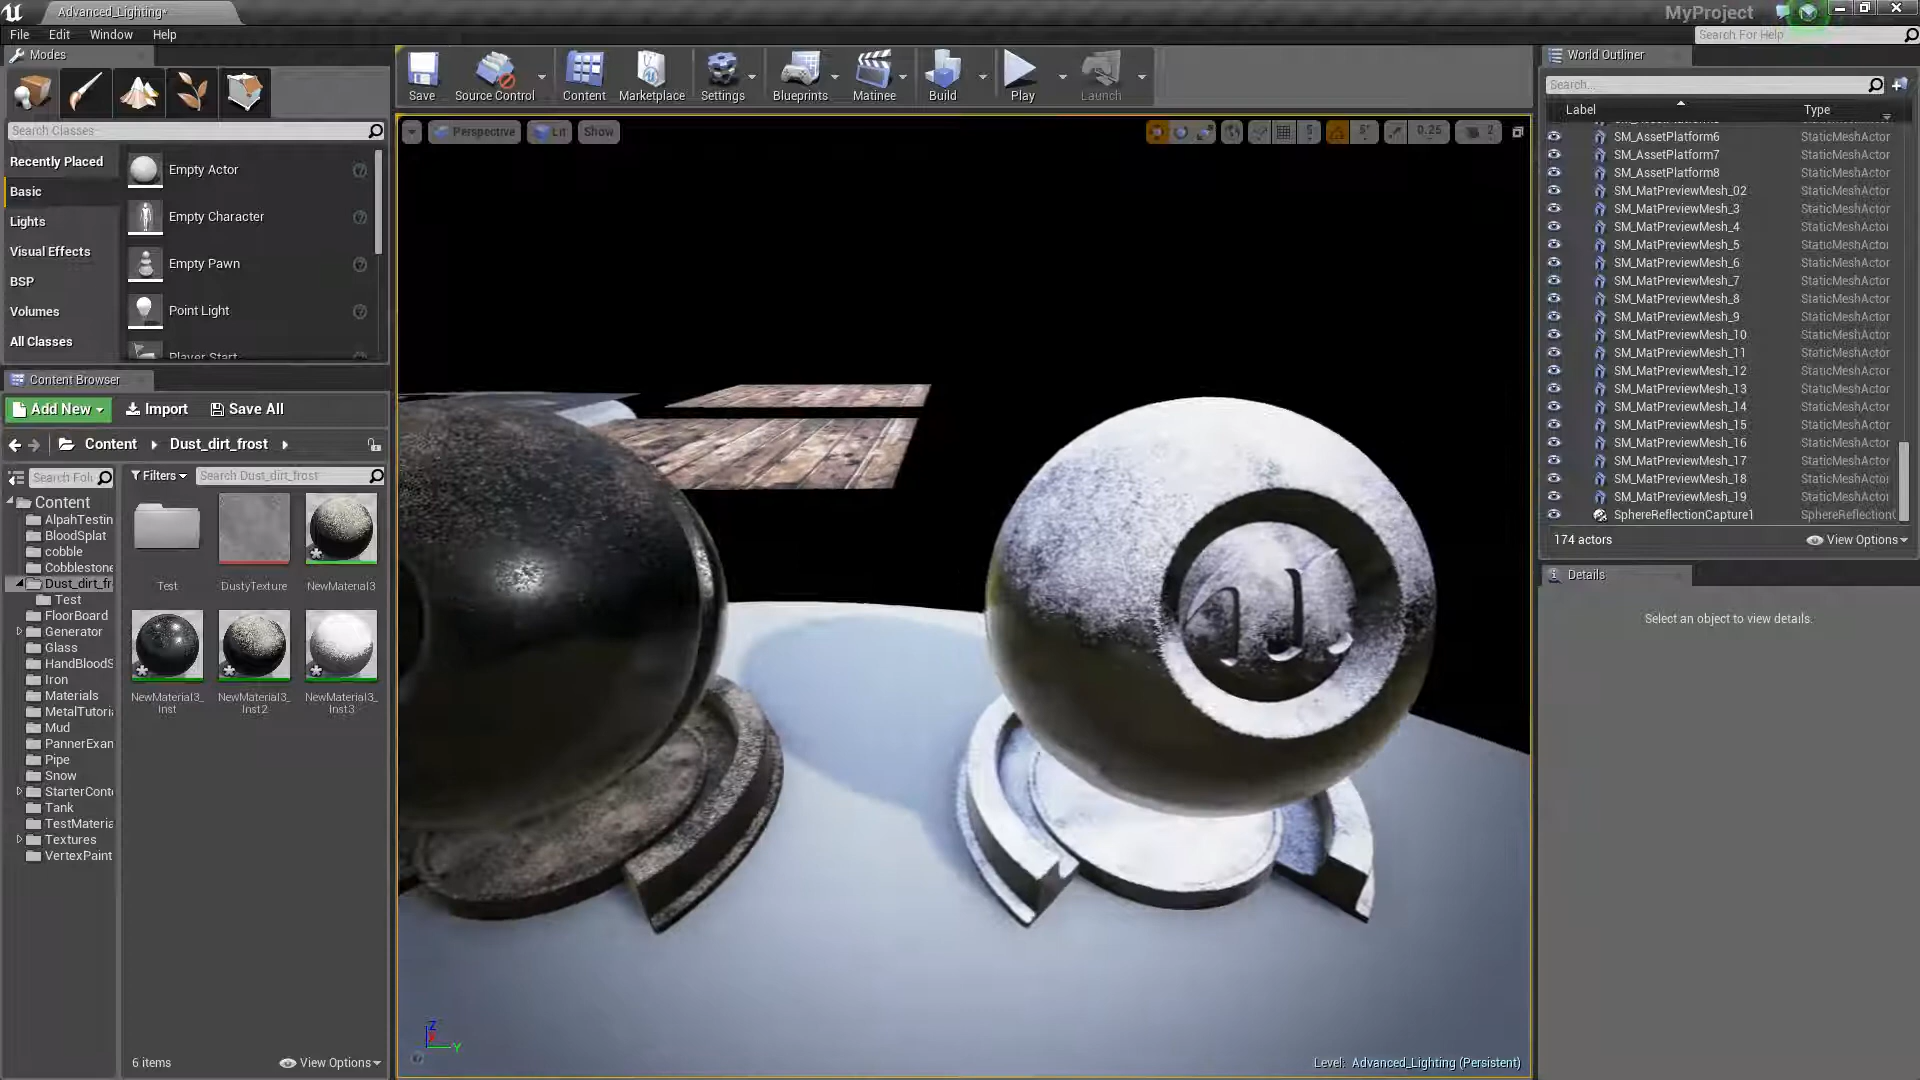 Advanced_Lighting*
MyProject
File Edit Window Help
Search For Help
Modes
Save
Source Control
Content
Marketplace
Settings
Blueprints
Matinee
Build
Play
Launch
World Outliner
Search...
Label Type
Search Classes
Recently Placed
Basic
Lights
Visual Effects
BSP
Volumes
All Classes
Empty Actor
Empty Character
Empty Pawn
Point Light
Player Start
Perspective
Lit
Show
5
5°
0.25
2
SM_AssetPlatform6 StaticMeshActor
SM_AssetPlatform7 StaticMeshActor
SM_AssetPlatform8 StaticMeshActor
SM_MatPreviewMesh_02 StaticMeshActor
SM_MatPreviewMesh_3 StaticMeshActor
SM_MatPreviewMesh_4 StaticMeshActor
SM_MatPreviewMesh_5 StaticMeshActor
SM_MatPreviewMesh_6 StaticMeshActor
SM_MatPreviewMesh_7 StaticMeshActor
SM_MatPreviewMesh_8 StaticMeshActor
SM_MatPreviewMesh_9 StaticMeshActor
SM_MatPreviewMesh_10 StaticMeshActor
SM_MatPreviewMesh_11 StaticMeshActor
SM_MatPreviewMesh_12 StaticMeshActor
SM_MatPreviewMesh_13 StaticMeshActor
SM_MatPreviewMesh_14 StaticMeshActor
SM_MatPreviewMesh_15 StaticMeshActor
SM_MatPreviewMesh_16 StaticMeshActor
SM_MatPreviewMesh_17 StaticMeshActor
SM_MatPreviewMesh_18 StaticMeshActor
SM_MatPreviewMesh_19 StaticMeshActor
SphereReflectionCapture1 SphereReflection
174 actors
View Options
Details
Select an object to view details.
Content Browser
Add New
Import
Save All
Content
Dust_dirt_frost
Search Fol
Filters
Search Dust_dirt_frost
Content
AlpahTestin
BloodSplat
cobble
Cobblestone
Dust_dirt_fr
Test
FloorBoard
Generator
Glass
HandBloodS
Iron
Materials
MetalTutoria
Mud
PannerExan
Pipe
Snow
StarterConte
Tank
TestMateria
Textures
VertexPaint
Test
DustyTexture
NewMaterial3
NewMaterial3_
Inst
NewMaterial3_
Inst2
NewMaterial3_
Inst3
6 items
View Options
Z
Y
Level: Advanced_Lighting (Persistent)